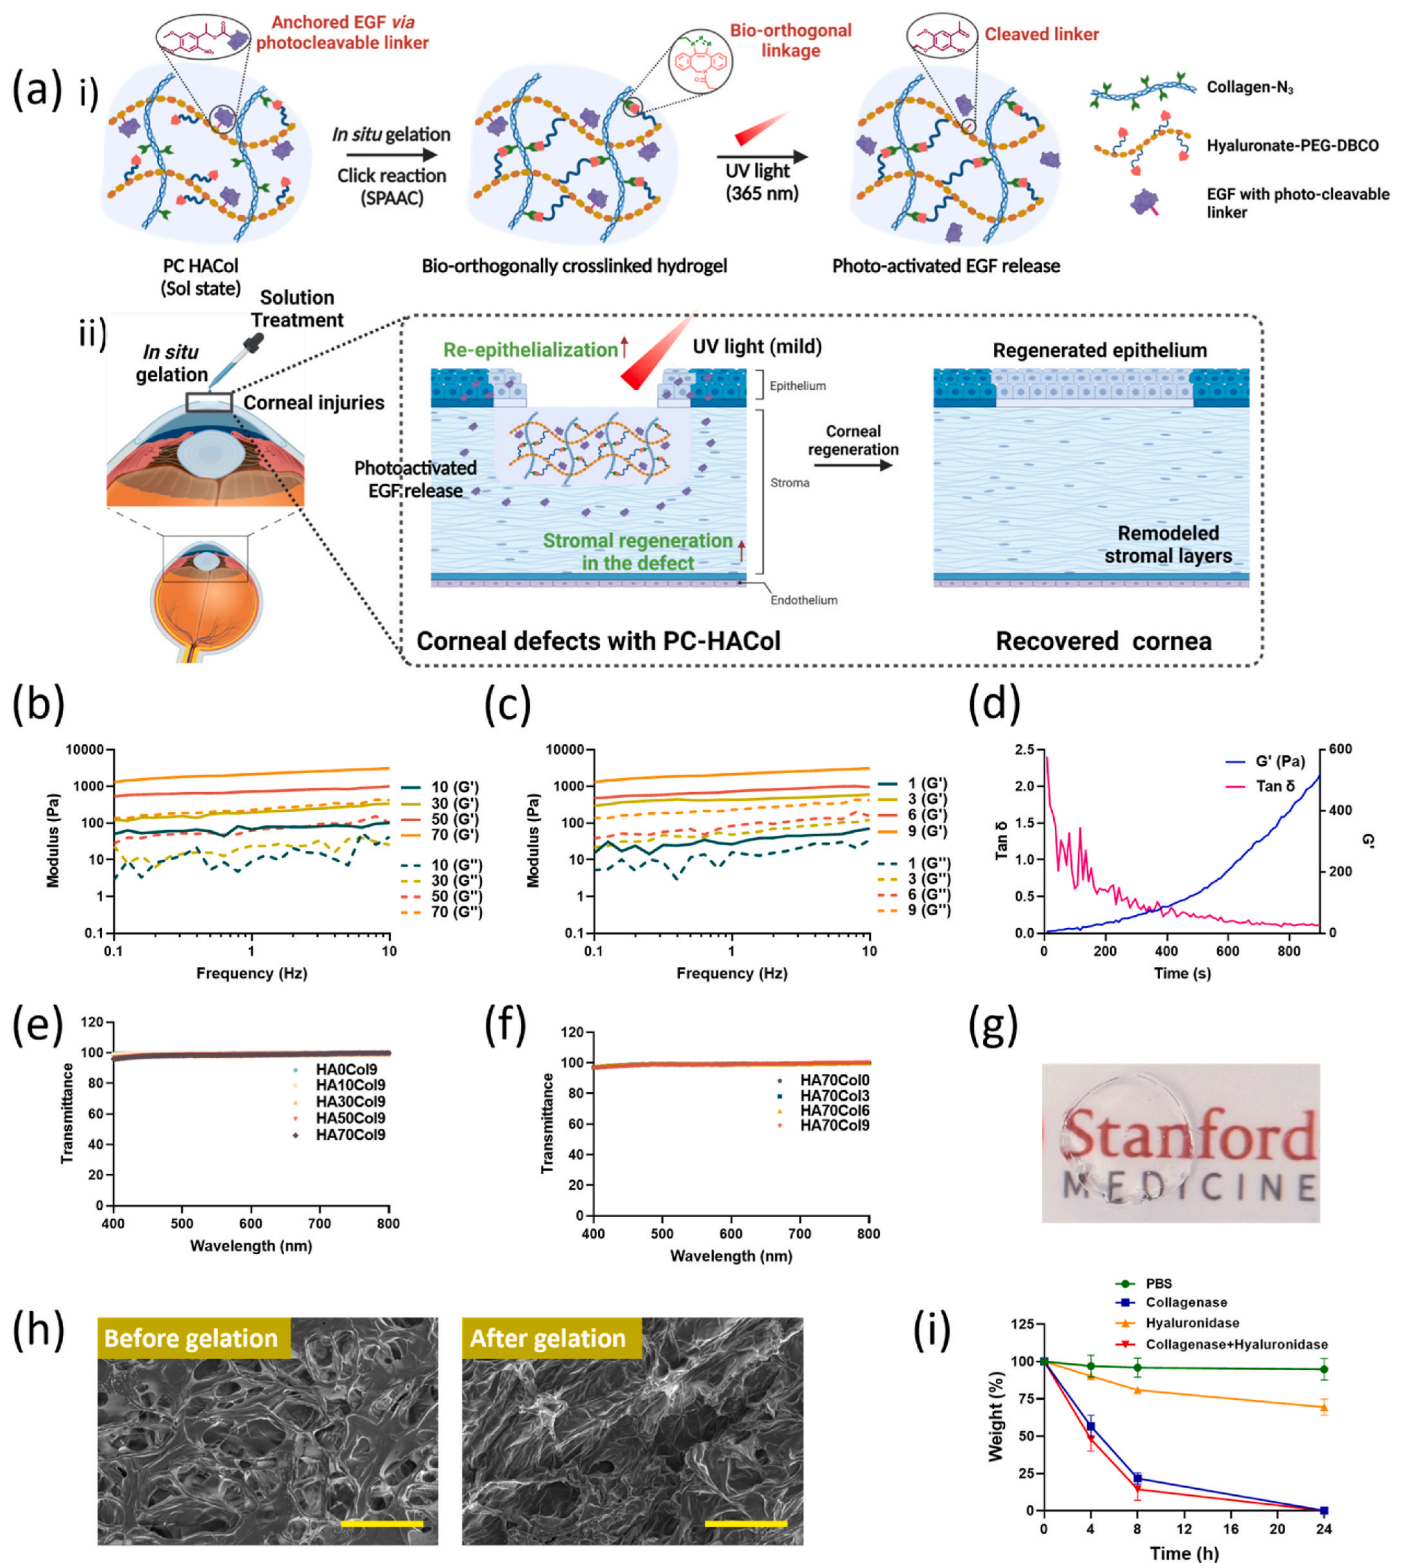 (a)
i)
Anchored EGF via
photocleavable linker
Bio-orthogonal
linkage
Cleaved linker
In situ gelation
Click reaction
(SPAAC)
UV light
(365 nm)
Collagen-N3
Hyaluronate-PEG-DBCO
EGF with photo-cleavable
linker
PC HACol
(Sol state)
Bio-orthogonally crosslinked hydrogel
Photo-activated EGF release
ii)
Solution
Treatment
In situ
gelation
Corneal injuries
Re-epithelialization
UV light (mild)
Epithelium
Photoactivated
EGF release
Stroma
Stromal regeneration
in the defect
Endothelium
Corneal
regeneration
Regenerated epithelium
Remodeled
stromal layers
Corneal defects with PC-HACol
Recovered cornea
(b)
10000
1000
100
10
1
0.1
0.1
1
10
Modulus (Pa)
Frequency (Hz)
10 (G')
30 (G')
50 (G')
70 (G')
10 (G'')
30 (G'')
50 (G'')
70 (G'')
(c)
10000
1000
100
10
1
0.1
0.1
1
10
Modulus (Pa)
Frequency (Hz)
1 (G')
3 (G')
6 (G')
9 (G')
1 (G'')
3 (G'')
6 (G'')
9 (G'')
(d)
2.5
2.0
1.5
1.0
0.5
0.0
600
400
200
0
0
200
400
600
800
Tan δ
G'
Time (s)
G' (Pa)
Tan δ
(e)
120
100
80
60
40
20
0
400
500
600
700
800
Transmittance
Wavelength (nm)
HA0Col9
HA10Col9
HA30Col9
HA50Col9
HA70Col9
(f)
120
100
80
60
40
20
0
400
500
600
700
800
Transmittance
Wavelength (nm)
HA70Col0
HA70Col3
HA70Col6
HA70Col9
(g)
Stanford
MEDICINE
(h)
Before gelation
After gelation
(i)
PBS
Collagenase
Hyaluronidase
Collagenase+Hyaluronidase
125
100
75
50
25
0
0
4
8
12
16
20
24
Weight (%)
Time (h)